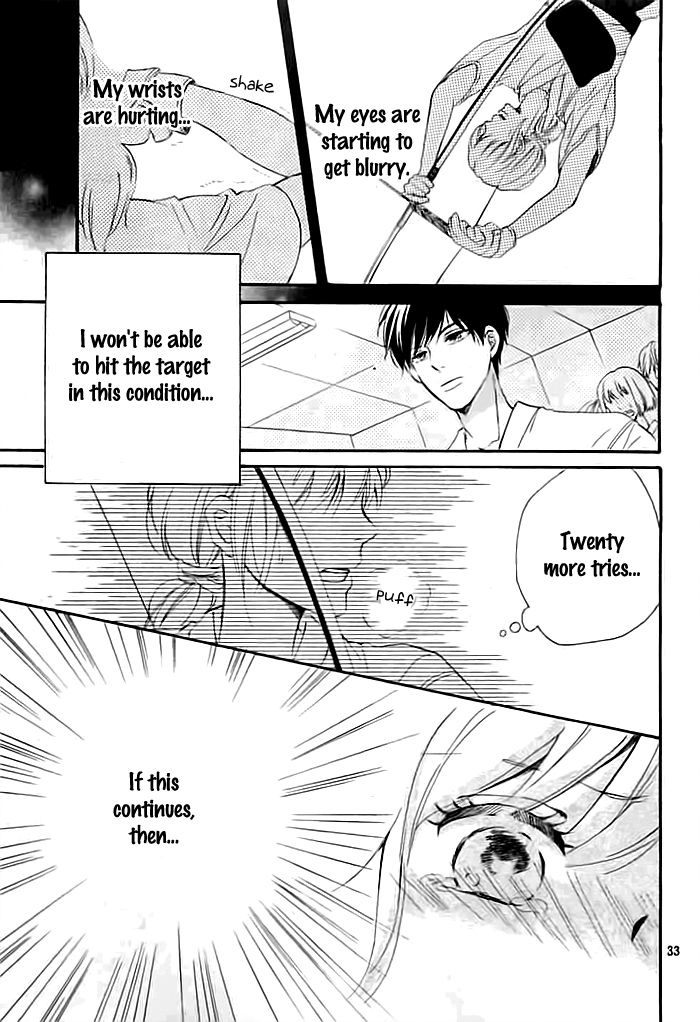 My eyes are
starting to
get blurry.
shake
My wrists
are hurting...
I won't be able
to hit the target
in this condition...
Twenty
more tries...
puff
If this
continues,
then...
33